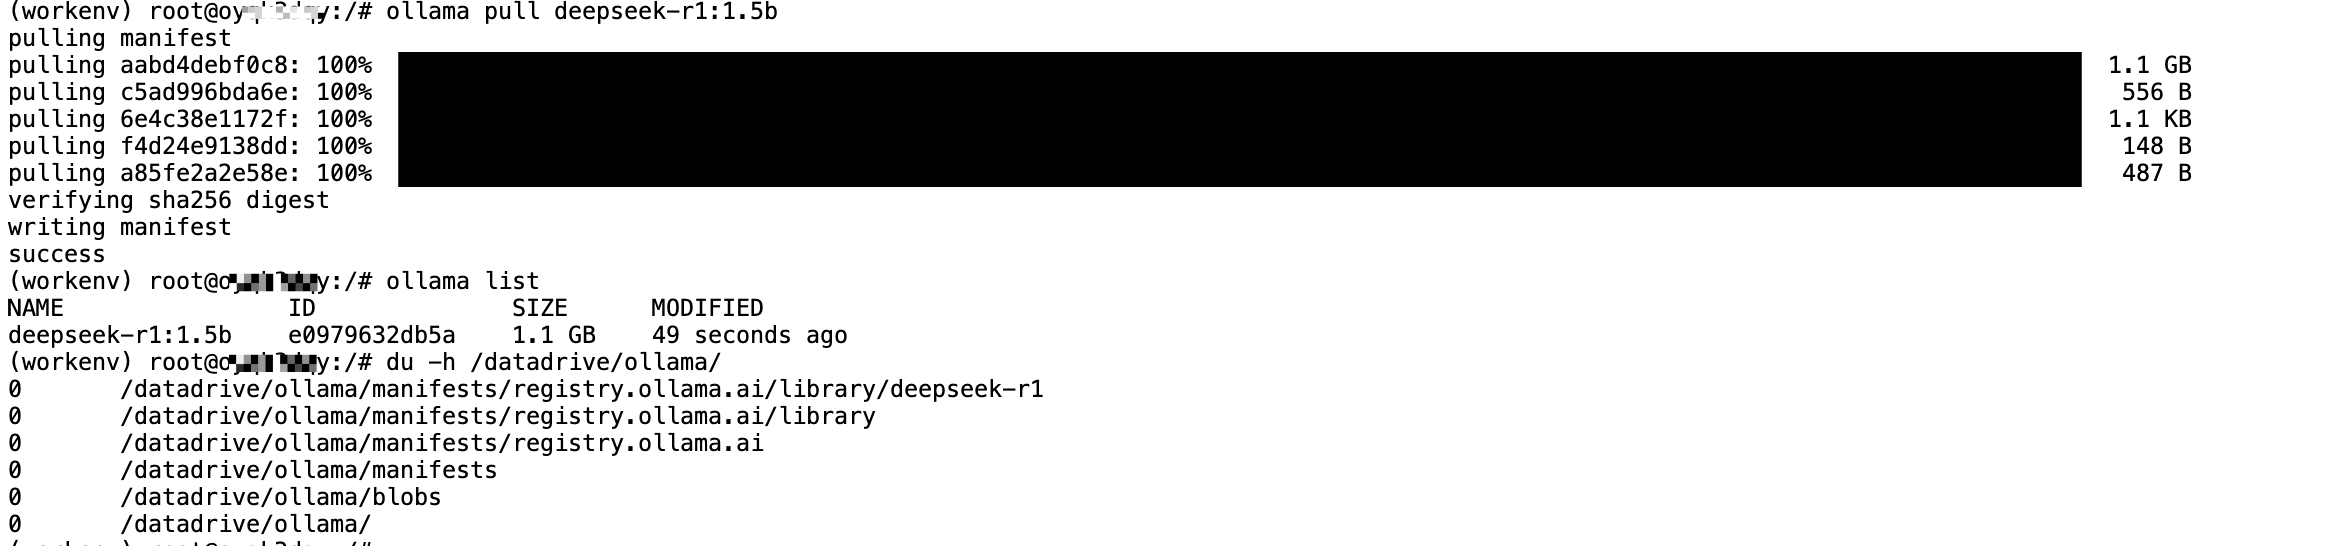 (workenv) root@oy:/# ollama pull deepseek-r1:1.5b
pulling manifest
pulling aabd4debf0c8: 100% 1.1 GB
pulling c5ad996bda6e: 100% 556 B
pulling 6e4c38e1172f: 100% 1.1 KB
pulling f4d24e9138dd: 100% 148 B
pulling a85fe2a2e58e: 100% 487 B
verifying sha256 digest
writing manifest
success
(workenv) root@o y:/# ollama list
NAME ID SIZE MODIFIED
deepseek-r1:1.5b e0979632db5a 1.1 GB 49 seconds ago
(workenv) root@o y:/# du -h /datadrive/ollama/
0 /datadrive/ollama/manifests/registry.ollama.ai/library/deepseek-r1
0 /datadrive/ollama/manifests/registry.ollama.ai/library
0 /datadrive/ollama/manifests/registry.ollama.ai
0 /datadrive/ollama/manifests
0 /datadrive/ollama/blobs
0 /datadrive/ollama/